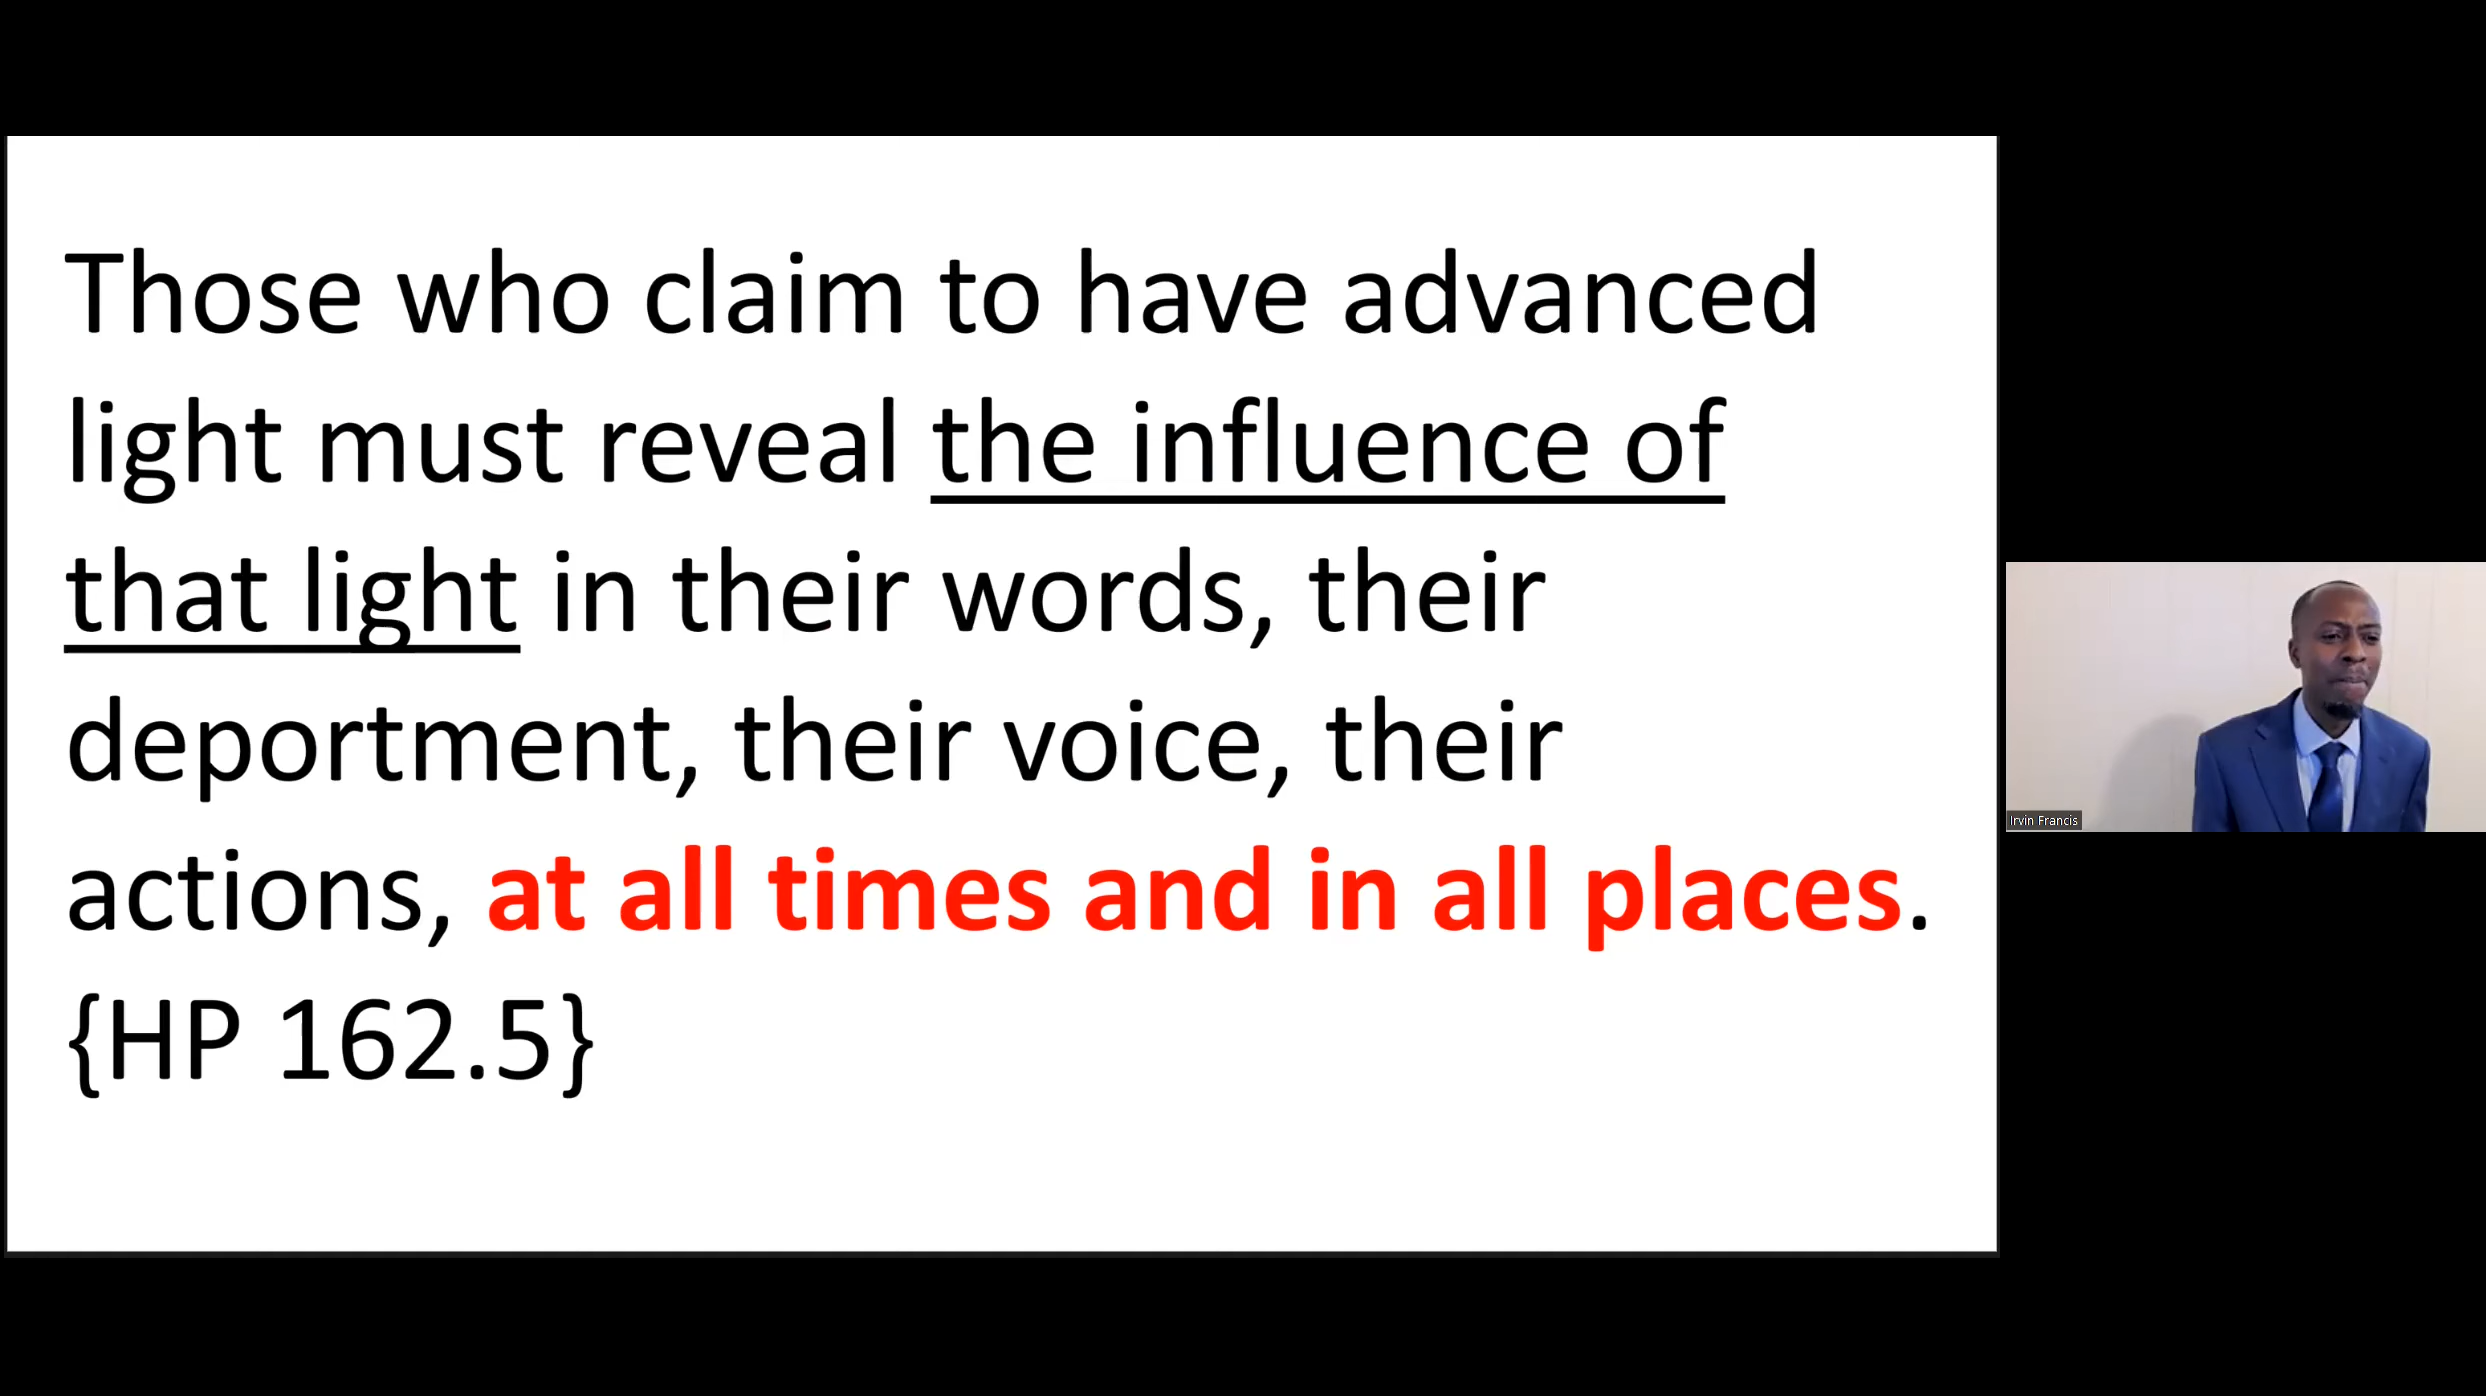 Those who claim to have advanced
light must reveal the influence of
that light in their words, their
deportment, their voice, their
actions, at all times and in all places.
{HP 162.5}
Irvin Francis